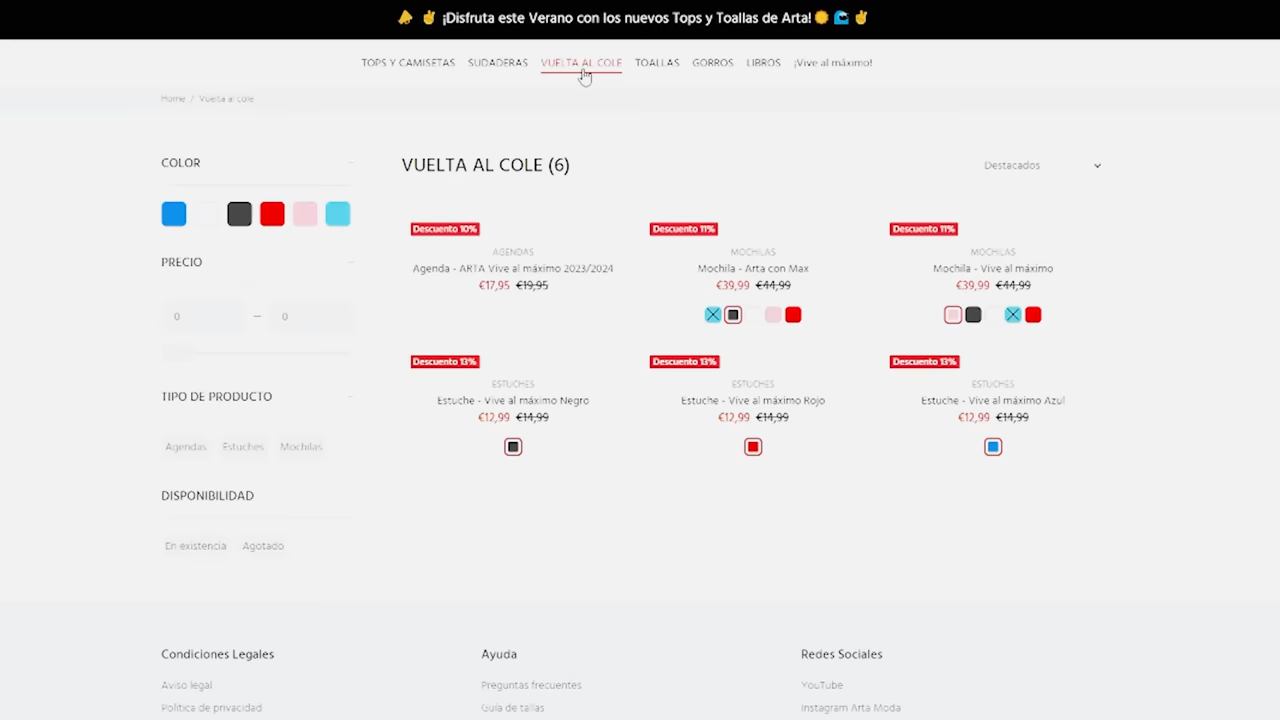 ¡Disfruta este Verano con los nuevos Tops y Toallas de Arta!
TOPS Y CAMISETAS SUDADERAS VUELTA AL COLE TOALLAS GORROS LIBROS ¡Vive al máximo!
Home / Vuelta al cole
COLOR
PRECIO
0 — 0
TIPO DE PRODUCTO
Agendas Estuches Mochilas
DISPONIBILIDAD
En existencia Agotado
VUELTA AL COLE (6)
Destacados
Descuento 10%
AGENDAS
Agenda - ARTA Vive al máximo 2023/2024
€17,95 €19,95
Descuento 11%
MOCHILAS
Mochila - Arta con Max
€39,99 €44,99
Descuento 11%
MOCHILAS
Mochila - Vive al máximo
€39,99 €44,99
Descuento 13%
ESTUCHES
Estuche - Vive al máximo Negro
€12,99 €14,99
Descuento 13%
ESTUCHES
Estuche - Vive al máximo Rojo
€12,99 €14,99
Descuento 13%
ESTUCHES
Estuche - Vive al máximo Azul
€12,99 €14,99
Condiciones Legales
Aviso legal
Política de privacidad
Ayuda
Preguntas frecuentes
Guía de tallas
Redes Sociales
YouTube
Instagram Arta Moda